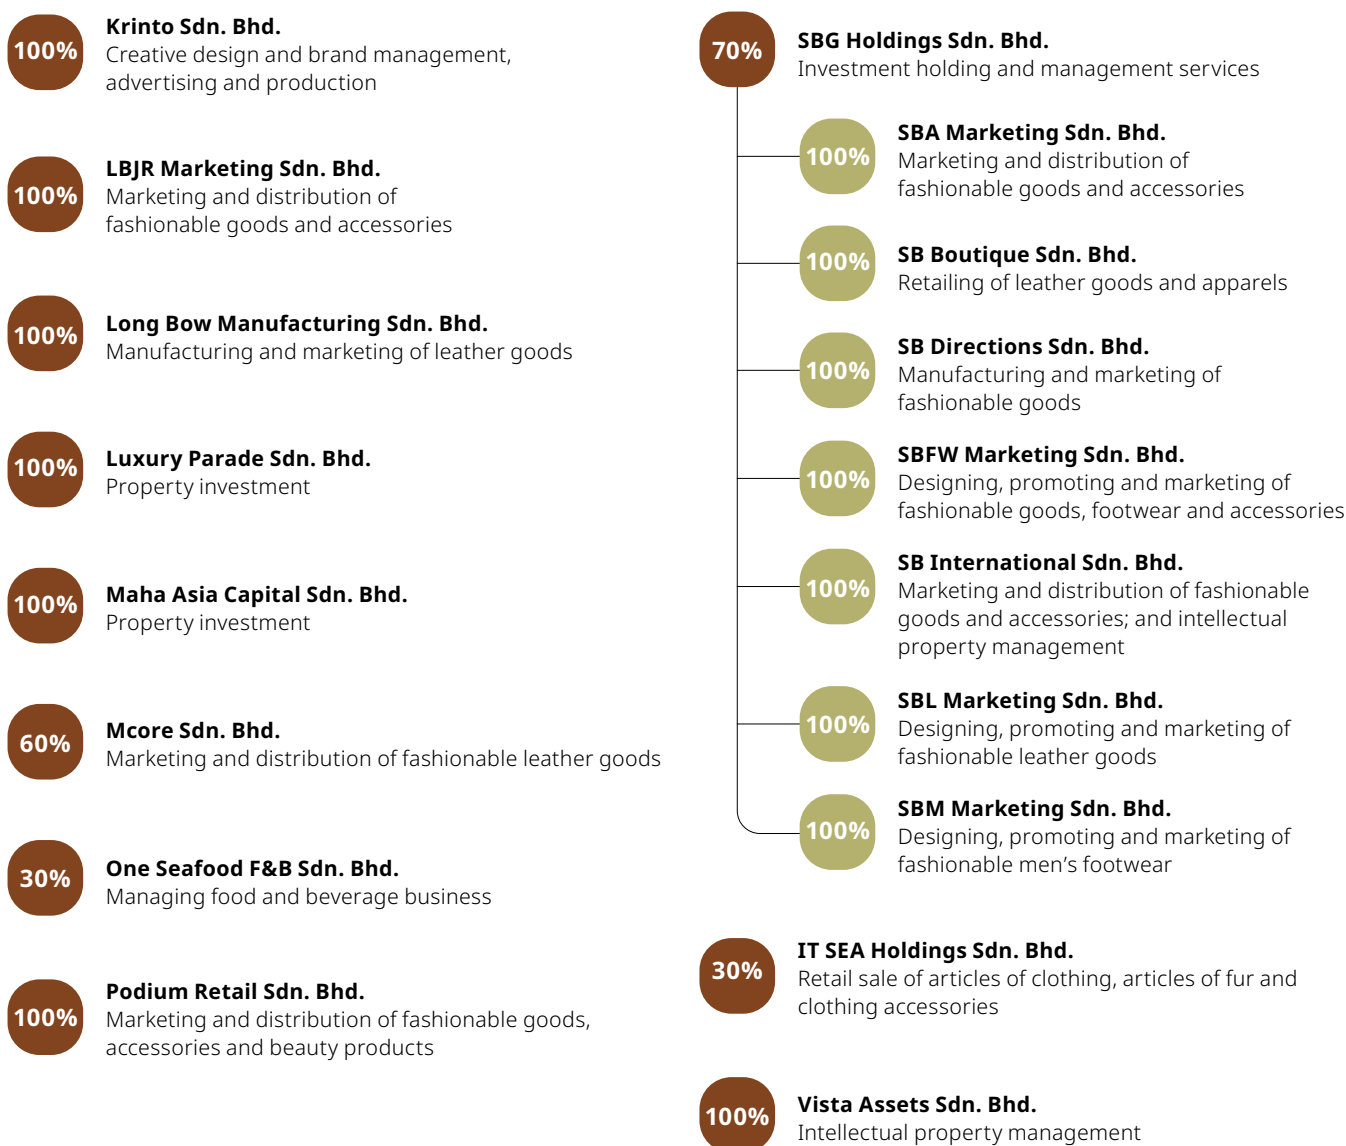 100%
Krinto Sdn. Bhd.
Creative design and brand management,
advertising and production
100%
LBJR Marketing Sdn. Bhd.
Marketing and distribution of
fashionable goods and accessories
100%
Long Bow Manufacturing Sdn. Bhd.
Manufacturing and marketing of leather goods
100%
Luxury Parade Sdn. Bhd.
Property investment
100%
Maha Asia Capital Sdn. Bhd.
Property investment
60%
Mcore Sdn. Bhd.
Marketing and distribution of fashionable leather goods
30%
One Seafood F&B Sdn. Bhd.
Managing food and beverage business
100%
Podium Retail Sdn. Bhd.
Marketing and distribution of fashionable goods,
accessories and beauty products
70%
SBG Holdings Sdn. Bhd.
Investment holding and management services
100%
SBA Marketing Sdn. Bhd.
Marketing and distribution of
fashionable goods and accessories
100%
SB Boutique Sdn. Bhd.
Retailing of leather goods and apparels
100%
SB Directions Sdn. Bhd.
Manufacturing and marketing of
fashionable goods
100%
SBFW Marketing Sdn. Bhd.
Designing, promoting and marketing of
fashionable goods, footwear and accessories
100%
SB International Sdn. Bhd.
Marketing and distribution of fashionable
goods and accessories; and intellectual
property management
100%
SBL Marketing Sdn. Bhd.
Designing, promoting and marketing of
fashionable leather goods
100%
SBM Marketing Sdn. Bhd.
Designing, promoting and marketing of
fashionable men’s footwear
30%
IT SEA Holdings Sdn. Bhd.
Retail sale of articles of clothing, articles of fur and
clothing accessories
100%
Vista Assets Sdn. Bhd.
Intellectual property management